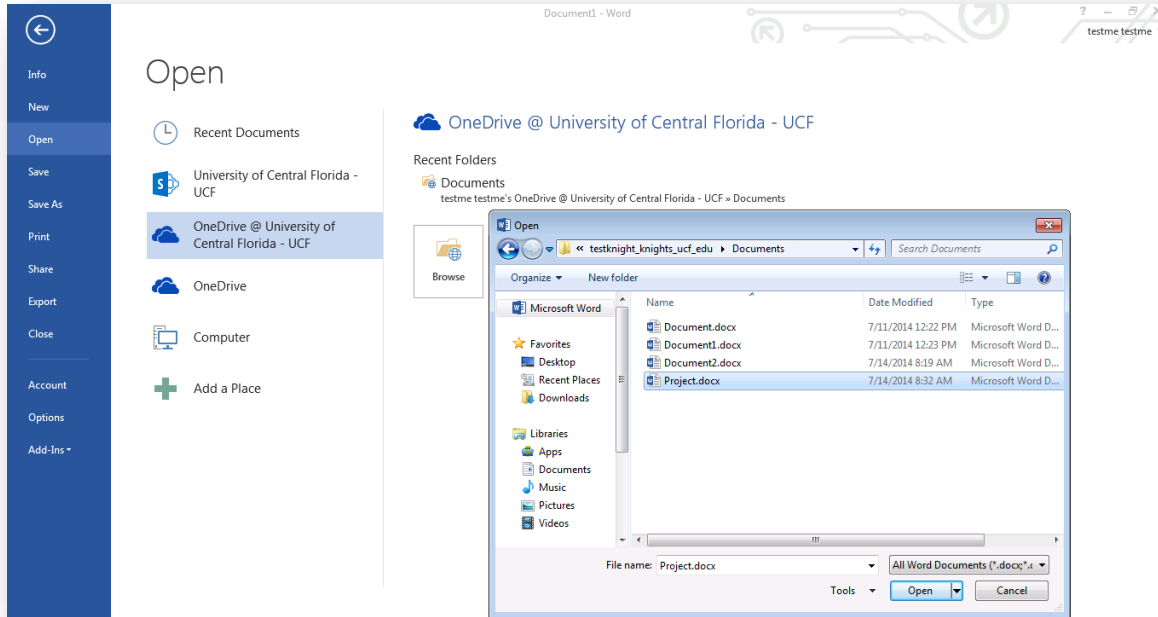 Document1 - Word
?
testme testme
Info
New
Open
Save
Save As
Print
Share
Export
Close
Account
Options
Add-Ins
Open
Recent Documents
University of Central Florida -
UCF
OneDrive @ University of
Central Florida - UCF
OneDrive
Computer
Add a Place
OneDrive @ University of Central Florida - UCF
Recent Folders
Documents
testme testme's OneDrive @ University of Central Florida - UCF » Documents
Browse
Open
« testknight_knights_ucf_edu Documents
Search Documents
Organize New folder
Microsoft Word
Favorites
Desktop
Recent Places
Downloads
Libraries
Apps
Documents
Music
Pictures
Videos
Name Date Modified Type
Document.docx 7/11/2014 12:22 PM Microsoft Word D...
Document1.docx 7/11/2014 12:23 PM Microsoft Word D...
Document2.docx 7/14/2014 8:19 AM Microsoft Word D...
Project.docx 7/14/2014 8:32 AM Microsoft Word D...
File name: Project.docx
All Word Documents (*.docx;*.c
Tools Open Cancel